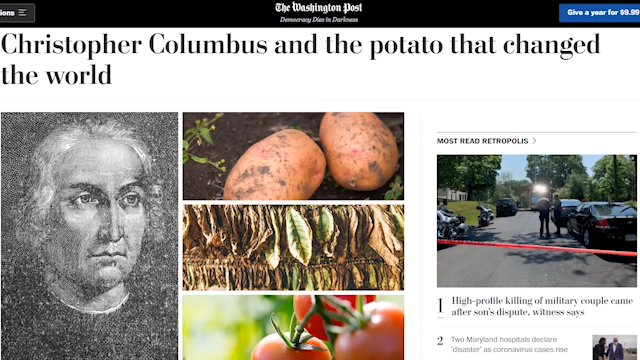 ions
The Washington Post
Democracy Dies in Darkness
Give a year for $9.99
Christopher Columbus and the potato that changed
the world
MOST READ RETROPOLIS >
1 High-profile killing of military couple came
after son's dispute, witness says
2 Two Maryland hospitals declare
'disaster' as coronavirus cases rise